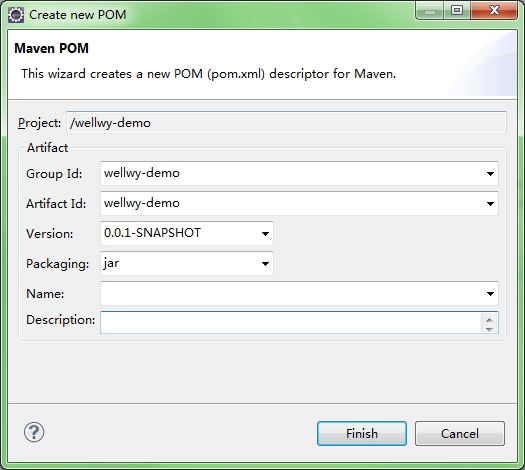 Create new POM
Maven POM
This wizard creates a new POM (pom.xml) descriptor for Maven.
Project: /wellwy-demo
Artifact
Group Id: wellwy-demo
Artifact Id: wellwy-demo
Version: 0.0.1-SNAPSHOT
Packaging: jar
Name:
Description:
? Finish Cancel